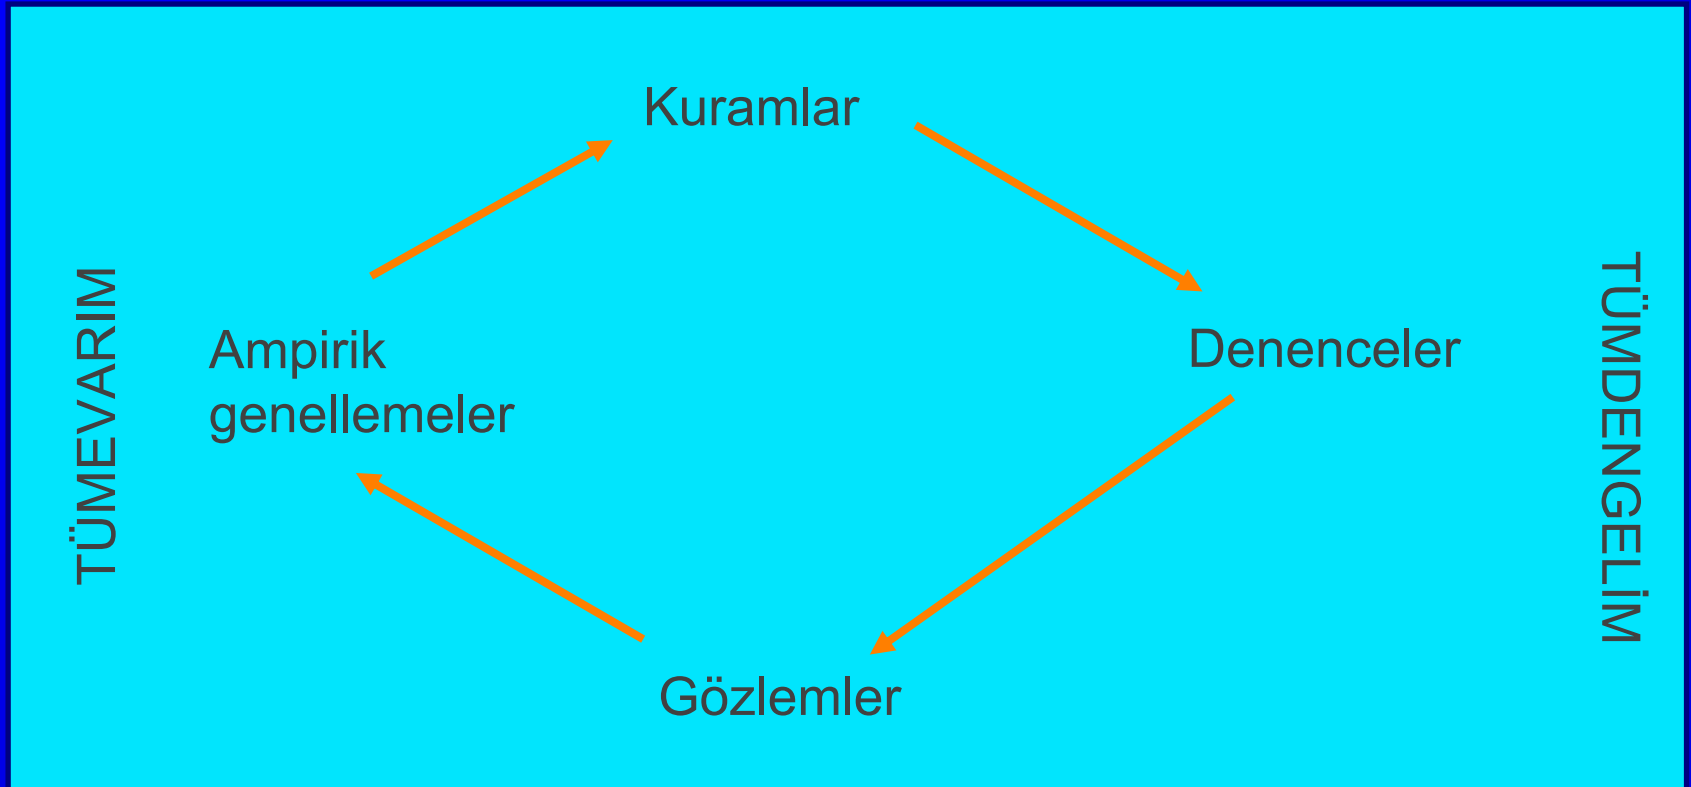 Kuramlar
TÜMEVARIM
Ampirik
genellemeler
Denenceler
TÜMDENGELİM
Gözlemler